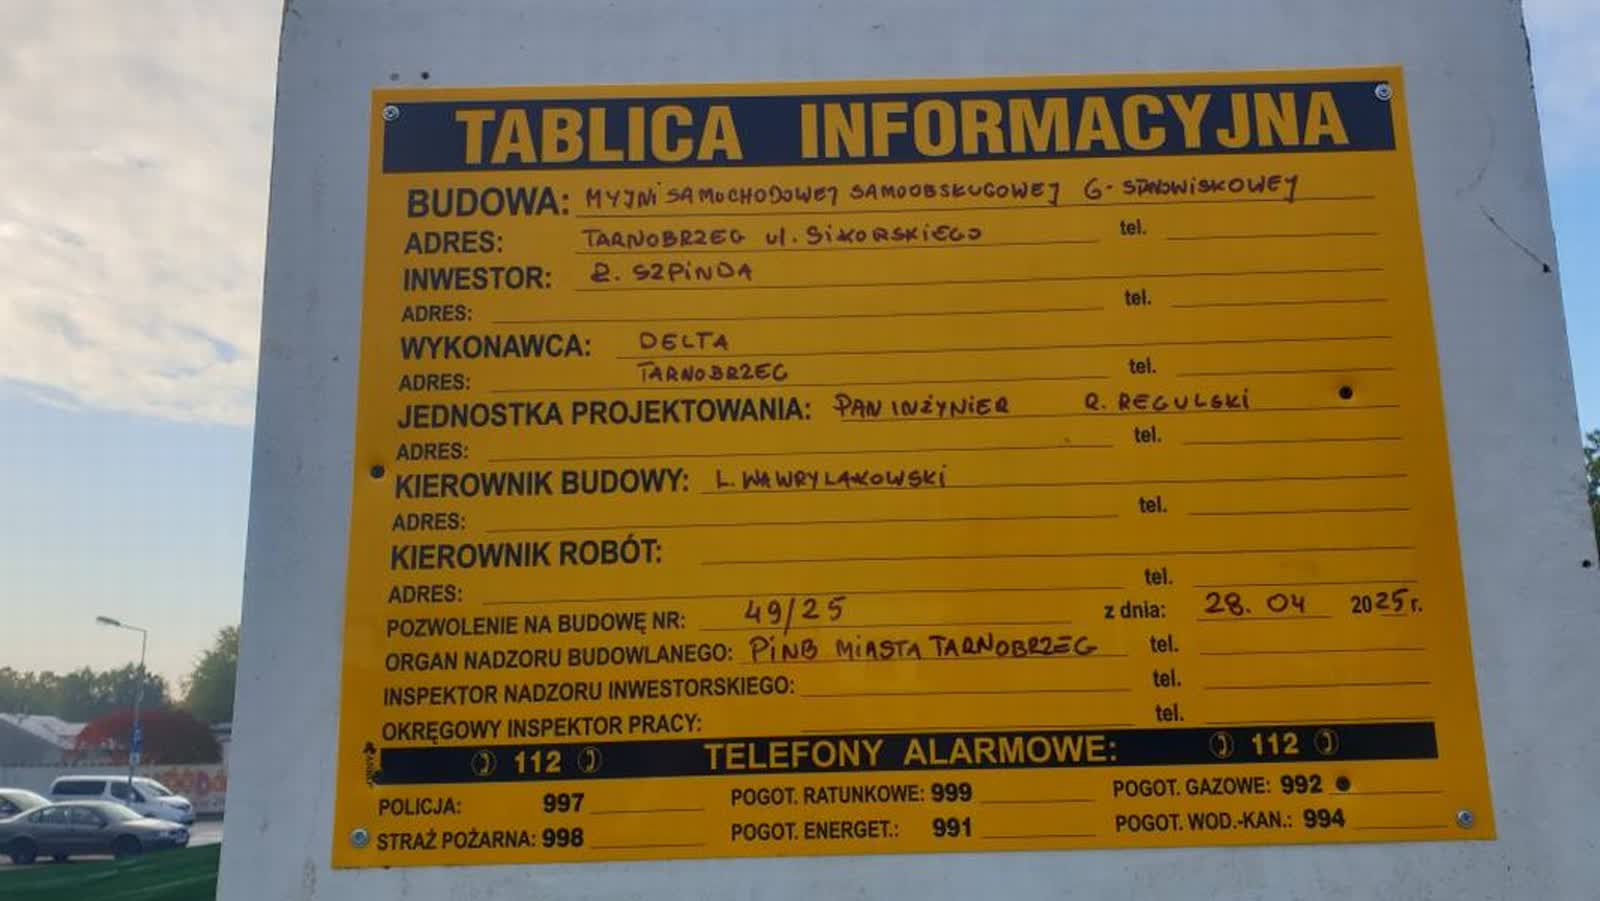 TABLICA INFORMACYJNA
BUDOWA: MYJNI SAMOCHODOWEJ SAMOOBSŁUGOWEJ 6-STANOWISKOWEJ
ADRES: TARNOBRZEG ul. SIKORSKIEGO tel.
INWESTOR: R. SZPINDA
ADRES: tel.
WYKONAWCA: DELTA
ADRES: TARNOBRZEG tel.
JEDNOSTKA PROJEKTOWANIA: PAN INŻYNIER R. REGULSKI
ADRES: tel.
KIEROWNIK BUDOWY: L. WAWRYLAKOWSKI
ADRES: tel.
KIEROWNIK ROBÓT:
ADRES: tel.
POZWOLENIE NA BUDOWĘ NR: 49/25 z dnia: 28.04 2025 r.
ORGAN NADZORU BUDOWLANEGO: PINB MIASTA TARNOBRZEG tel.
INSPEKTOR NADZORU INWESTORSKIEGO: tel.
OKRĘGOWY INSPEKTOR PRACY: tel.
112 TELEFONY ALARMOWE: 112
POLICJA: 997 POGOT. RATUNKOWE: 999 POGOT. GAZOWE: 992
STRAŻ POŻARNA: 998 POGOT. ENERGET.: 991 POGOT. WOD.-KAN.: 994